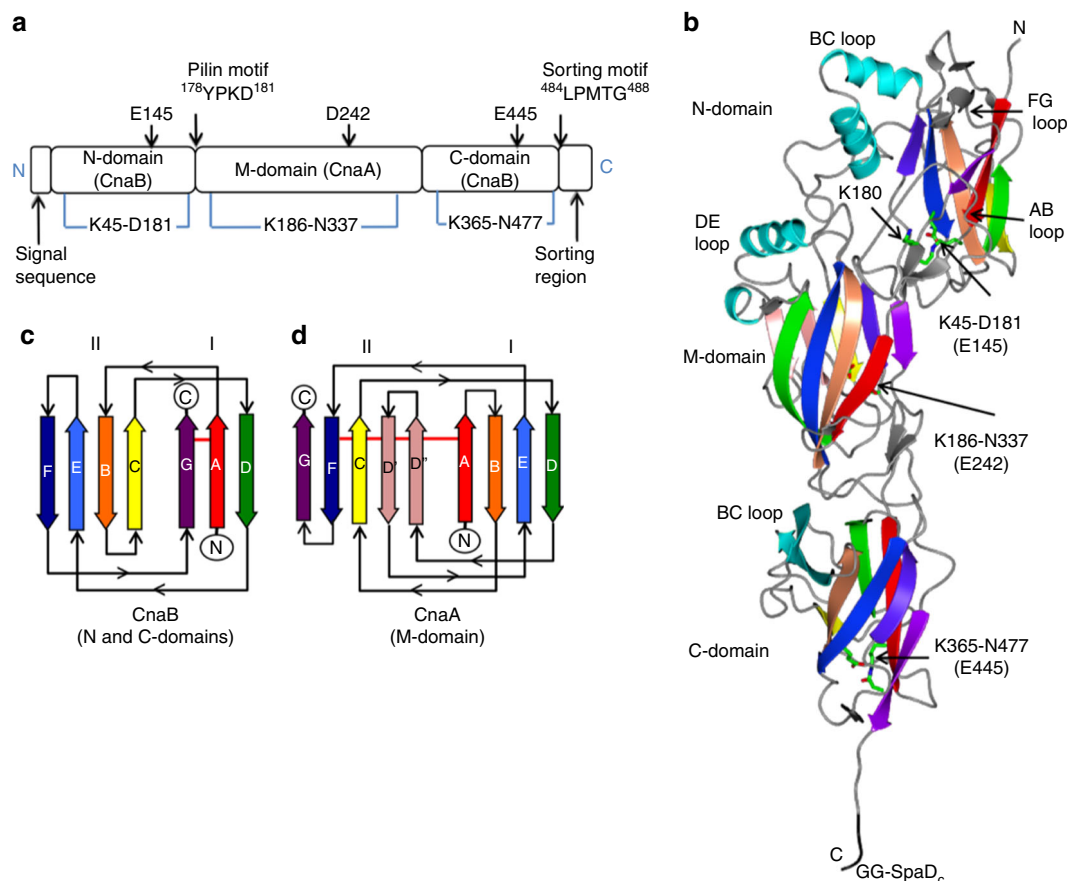 a
Pilin motif
¹⁷⁸YPKD¹⁸¹
Sorting motif
⁴⁸⁴LPMTG⁴⁸⁸
E145
D242
E445
N
N-domain
(CnaB)
M-domain (CnaA)
C-domain
(CnaB)
C
K45-D181
K186-N337
K365-N477
Signal
sequence
Sorting
region
b
BC loop
N
N-domain
FG
loop
K180
DE
loop
AB
loop
K45-D181
(E145)
M-domain
K186-N337
(E242)
BC loop
C-domain
K365-N477
(E445)
C
GG-SpaDc
c
II
I
C
F
E
B
C
G
A
D
N
CnaB
(N and C-domains)
d
II
I
C
G
F
C
D'
D"
A
B
E
D
N
CnaA
(M-domain)